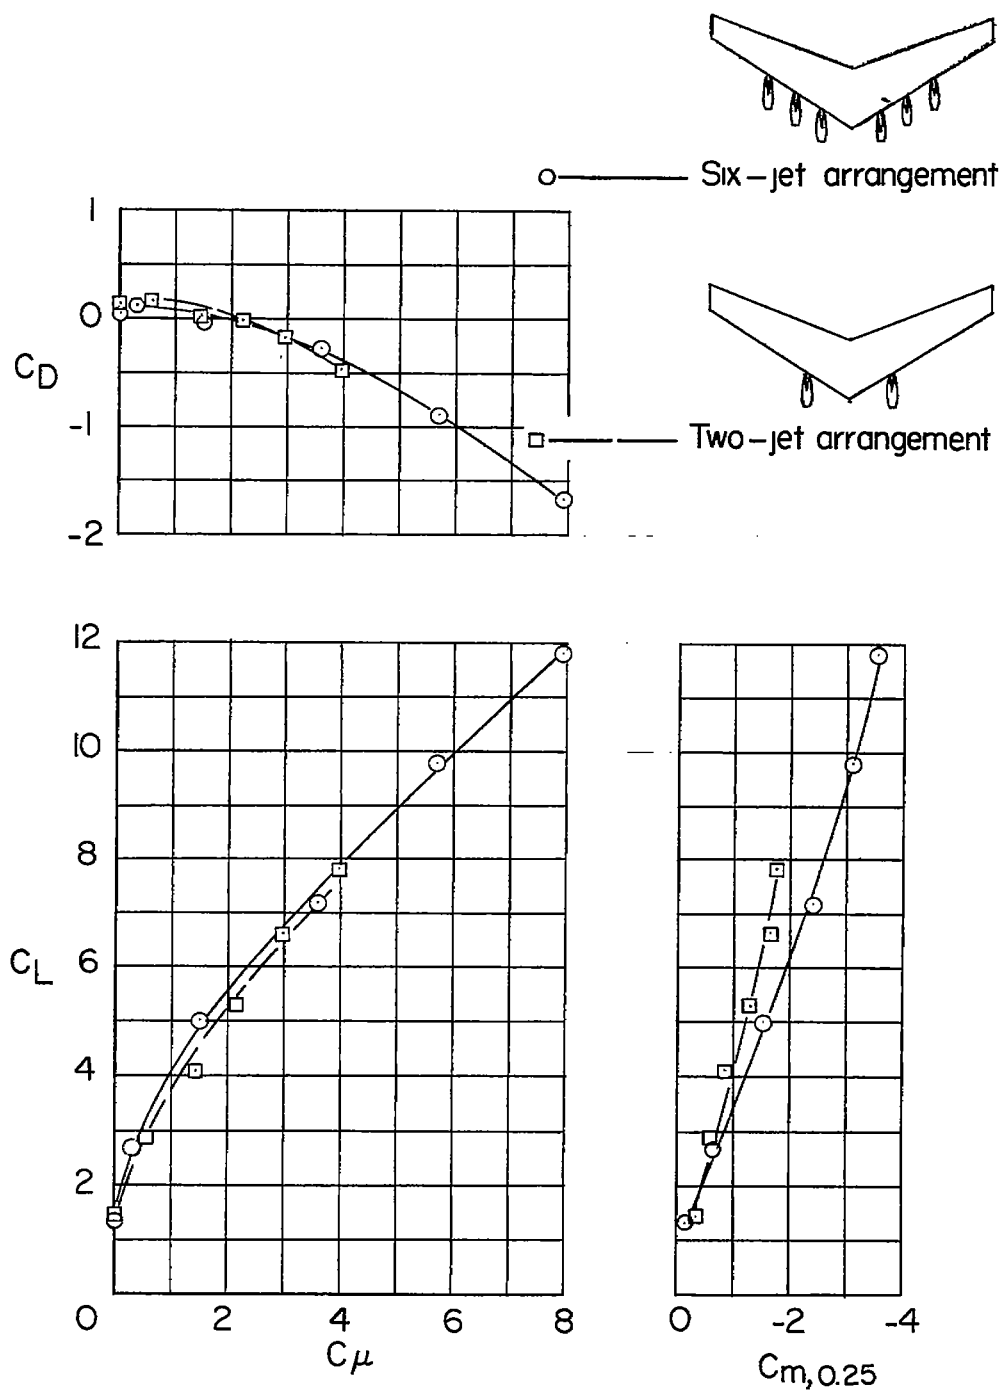 Six-jet arrangement
1
0
C_D
-1
-2
Two-jet arrangement
12
10
8
C_L 6
4
2
0 2 4 6 8
Cμ
0 -2 -4
C_m,0.25